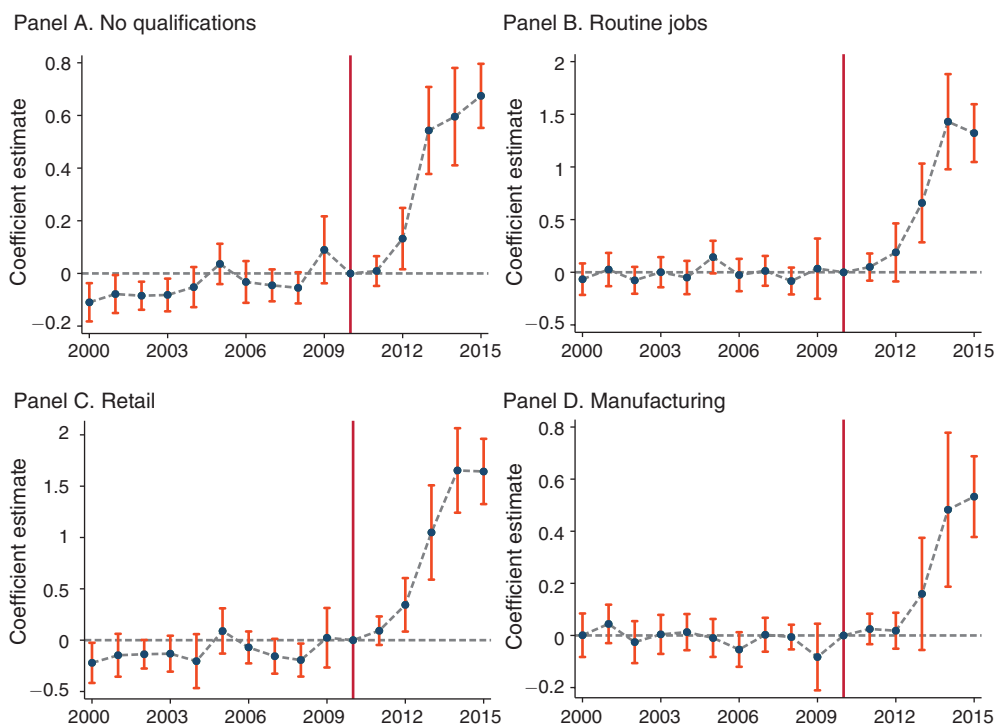 Panel A. No qualifications
Coefficient estimate
0.8
0.6
0.4
0.2
0
−0.2
2000 2003 2006 2009 2012 2015
Panel B. Routine jobs
Coefficient estimate
2
1.5
1
0.5
0
−0.5
2000 2003 2006 2009 2012 2015
Panel C. Retail
Coefficient estimate
2
1.5
1
0.5
0
−0.5
2000 2003 2006 2009 2012 2015
Panel D. Manufacturing
Coefficient estimate
0.8
0.6
0.4
0.2
0
−0.2
2000 2003 2006 2009 2012 2015